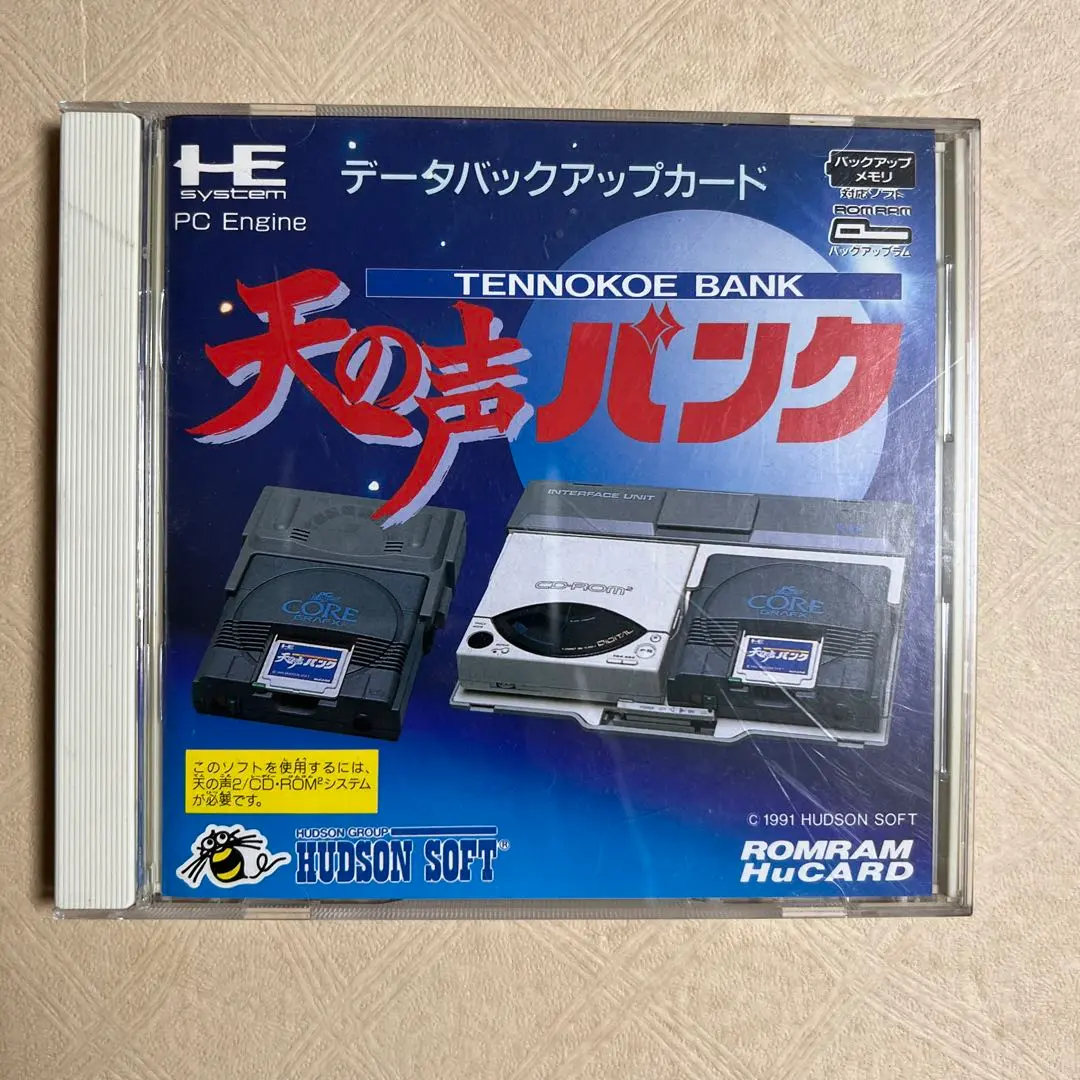 HE
system
PC Engine
データバックアップカード
バックアップ
メモリ
対応ソフト
ROMRAM
バックアップラム
TENNOKOE BANK
天の声バンク
INTERFACE UNIT
CD-ROM²
DIGITAL
CORE
GRAFX
天の声バンク
CORE
GRAFX
天の声バンク
このソフトを使用するには、
天の声2/CD・ROM²システム
が必要です。
© 1991 HUDSON SOFT
HUDSON GROUP
HUDSON SOFT®
ROMRAM
HuCARD